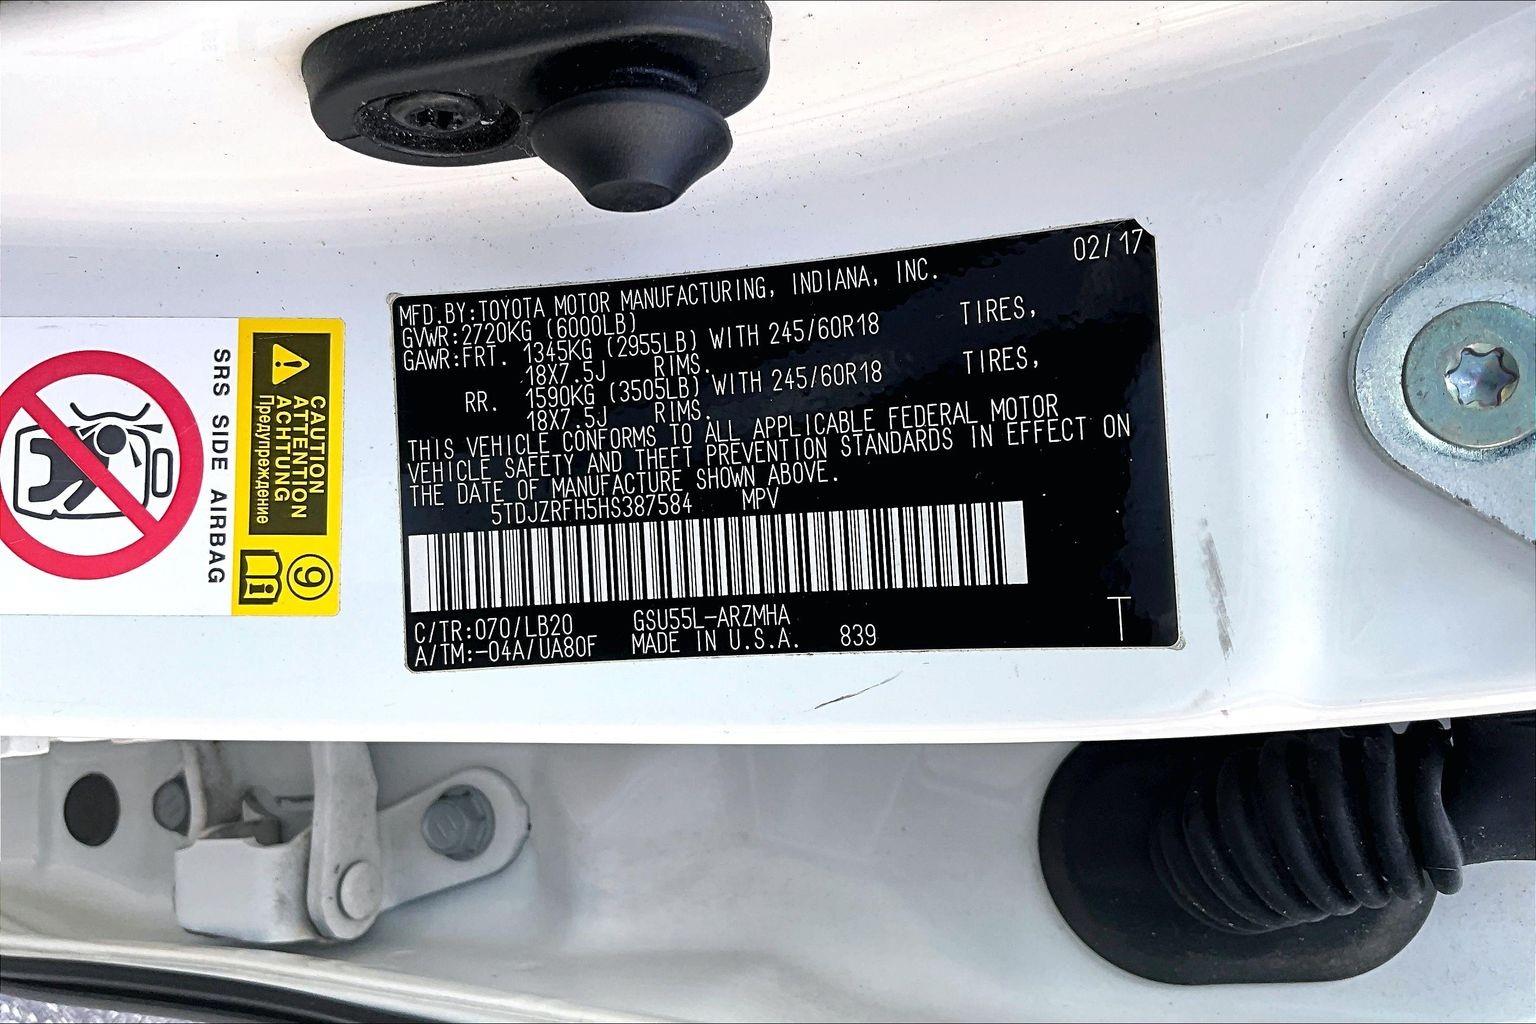 02/17
MFD.BY:TOYOTA MOTOR MANUFACTURING, INDIANA, INC.
GVWR:2720KG (6000LB)
GAWR:FRT. 1345KG (2955LB) WITH 245/60R18 TIRES,
18X7.5J RIMS.
RR. 1590KG (3505LB) WITH 245/60R18 TIRES,
18X7.5J RIMS.
THIS VEHICLE CONFORMS TO ALL APPLICABLE FEDERAL MOTOR
VEHICLE SAFETY AND THEFT PREVENTION STANDARDS IN EFFECT ON
THE DATE OF MANUFACTURE SHOWN ABOVE.
5TDJZRFH5HS387584 MPV
C/TR:070/LB20 GSU55L-ARZMHA
A/TM:-04A/UA80F MADE IN U.S.A. 839
T
CAUTION
ATTENTION
ACHTUNG
Предупреждение
SRS SIDE AIRBAG
9
i